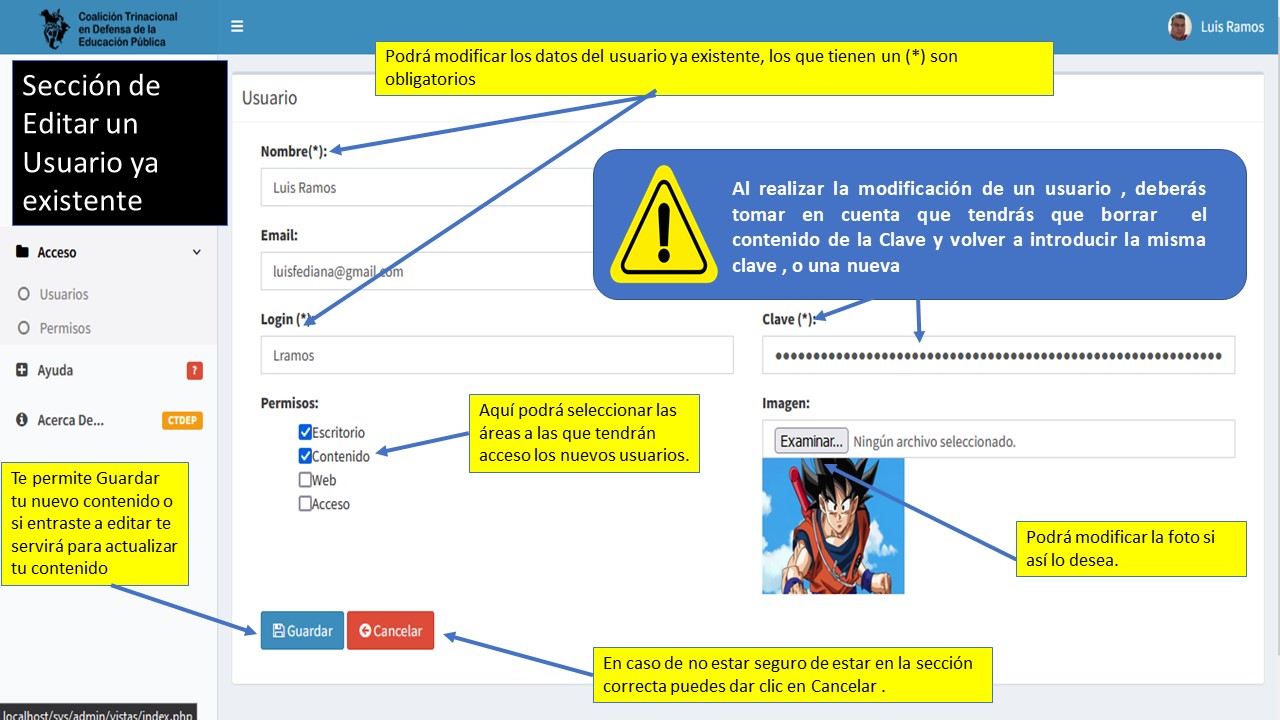 Coalición Trinacional
en Defensa de la
Educación Pública
Luis Ramos
Podrá modificar los datos del usuario ya existente, los que tienen un (*) son
obligatorios
Sección de
Editar un
Usuario ya
existente
Usuario
Nombre(*):
Luis Ramos
Al realizar la modificación de un usuario , deberás
tomar en cuenta que tendrás que borrar el
contenido de la Clave y volver a introducir la misma
clave , o una nueva
Email:
luisfediana@gmail.com
Acceso
Usuarios
Permisos
Ayuda ?
Acerca De... CTDEP
Login (*):
Lramos
Clave (*):
Permisos:
Escritorio
Contenido
Web
Acceso
Aquí podrá seleccionar las
áreas a las que tendrán
acceso los nuevos usuarios.
Imagen:
Examinar... Ningún archivo seleccionado.
Te permite Guardar
tu nuevo contenido o
si entraste a editar te
servirá para actualizar
tu contenido
Podrá modificar la foto si
así lo desea.
Guardar Cancelar
En caso de no estar seguro de estar en la sección
correcta puedes dar clic en Cancelar .
localhost/sys/admin/vistas/index.php